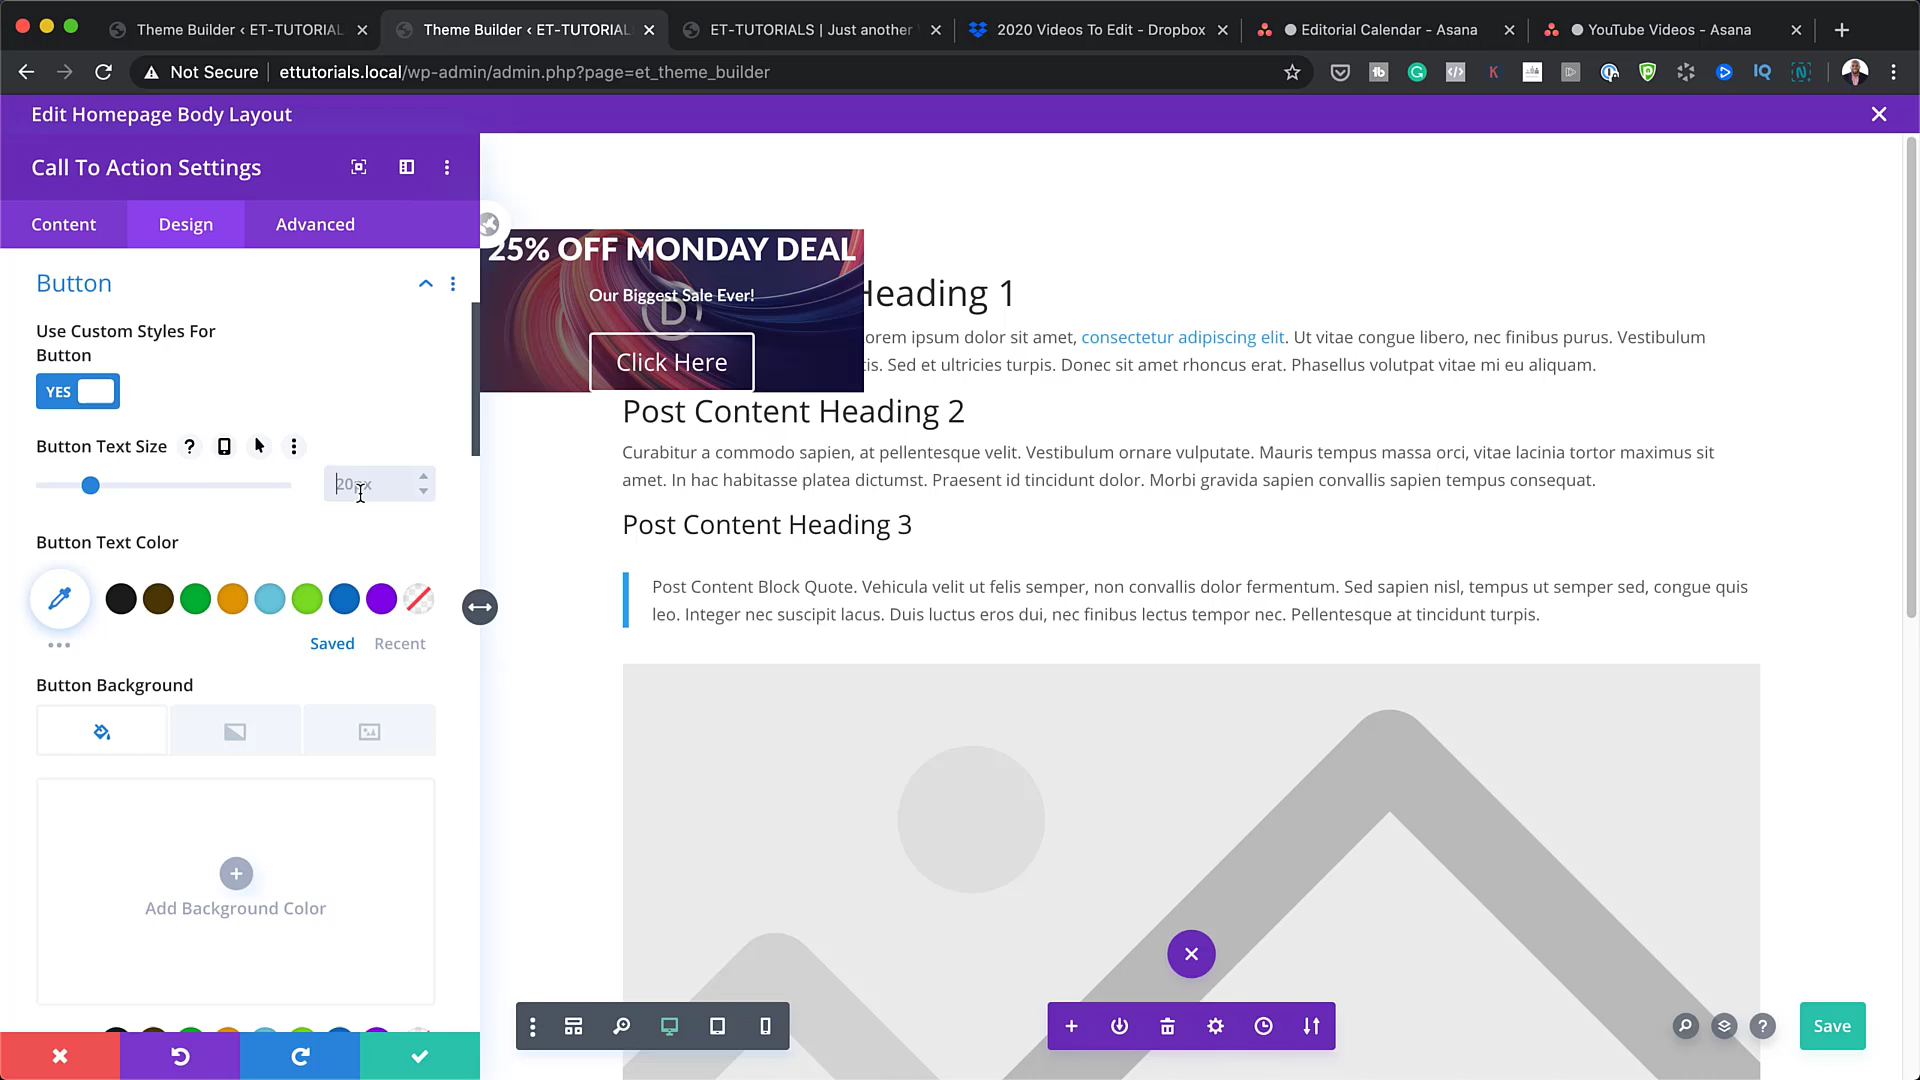 Theme Builder ‹ ET-TUTORIAL
Theme Builder ‹ ET-TUTORIAL
ET-TUTORIALS | Just another
2020 Videos To Edit - Dropbox
Editorial Calendar - Asana
YouTube Videos - Asana
Not Secure
ettutorials.local/wp-admin/admin.php?page=et_theme_builder
Edit Homepage Body Layout
Call To Action Settings
Content
Design
Advanced
Button
Use Custom Styles For
Button
YES
Button Text Size
20px
Button Text Color
Saved
Recent
Button Background
Add Background Color
25% OFF MONDAY DEAL
Our Biggest Sale Ever!
Click Here
Heading 1
orem ipsum dolor sit amet, consectetur adipiscing elit. Ut vitae congue libero, nec finibus purus. Vestibulum
tis. Sed et ultricies turpis. Donec sit amet rhoncus erat. Phasellus volutpat vitae mi eu aliquam.
Post Content Heading 2
Curabitur a commodo sapien, at pellentesque velit. Vestibulum ornare vulputate. Mauris tempus massa orci, vitae lacinia tortor maximus sit
amet. In hac habitasse platea dictumst. Praesent id tincidunt dolor. Morbi gravida sapien convallis sapien tempus consequat.
Post Content Heading 3
Post Content Block Quote. Vehicula velit ut felis semper, non convallis dolor fermentum. Sed sapien nisl, tempus ut semper sed, congue quis
leo. Integer nec suscipit lacus. Duis luctus eros dui, nec finibus lectus tempor nec. Pellentesque at tincidunt turpis.
Save